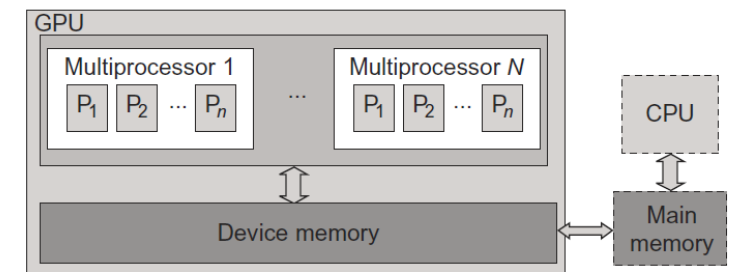 GPU
Multiprocessor 1
P1 P2 ... Pn
...
Multiprocessor N
P1 P2 ... Pn
CPU
Device memory
Main
memory